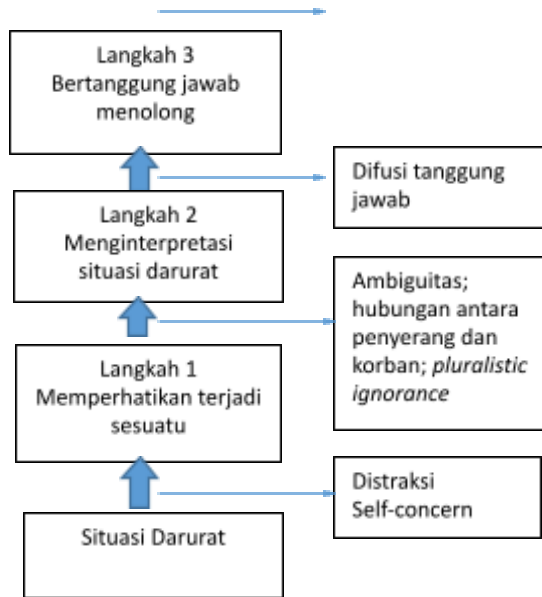 Langkah 3
Bertanggung jawab
menolong
Difusi tanggung
jawab
Langkah 2
Menginterpretasi
situasi darurat
Ambiguitas;
hubungan antara
penyerang dan
korban; pluralistic
ignorance
Langkah 1
Memperhatikan terjadi
sesuatu
Distraksi
Self-concern
Situasi Darurat